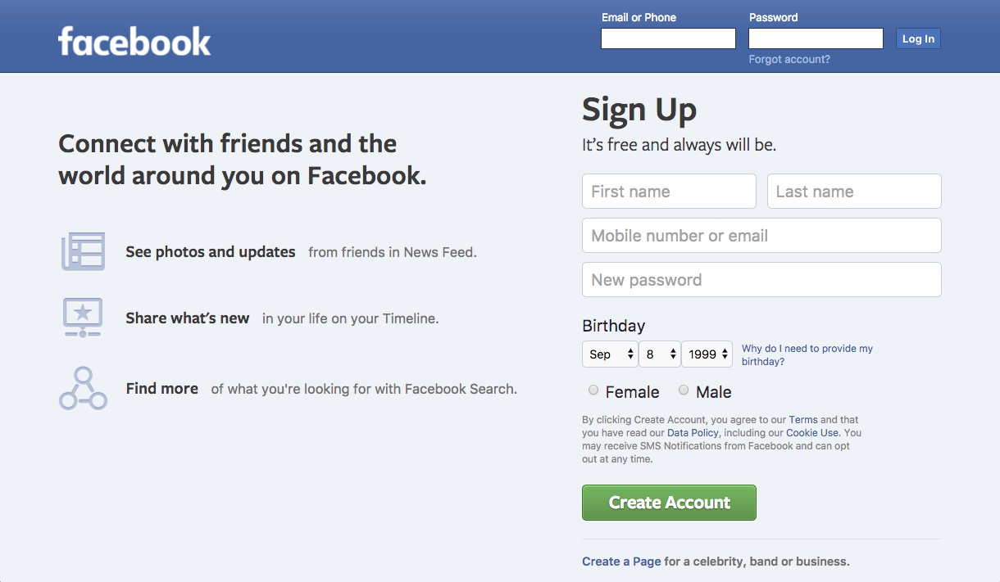 facebook
Email or Phone
Password
Log In
Forgot account?
Connect with friends and the
world around you on Facebook.
See photos and updates from friends in News Feed.
Share what's new in your life on your Timeline.
Find more of what you're looking for with Facebook Search.
Sign Up
It's free and always will be.
First name
Last name
Mobile number or email
New password
Birthday
Sep 8 1999
Why do I need to provide my
birthday?
Female Male
By clicking Create Account, you agree to our Terms and that
you have read our Data Policy, including our Cookie Use. You
may receive SMS Notifications from Facebook and can opt
out at any time.
Create Account
Create a Page for a celebrity, band or business.